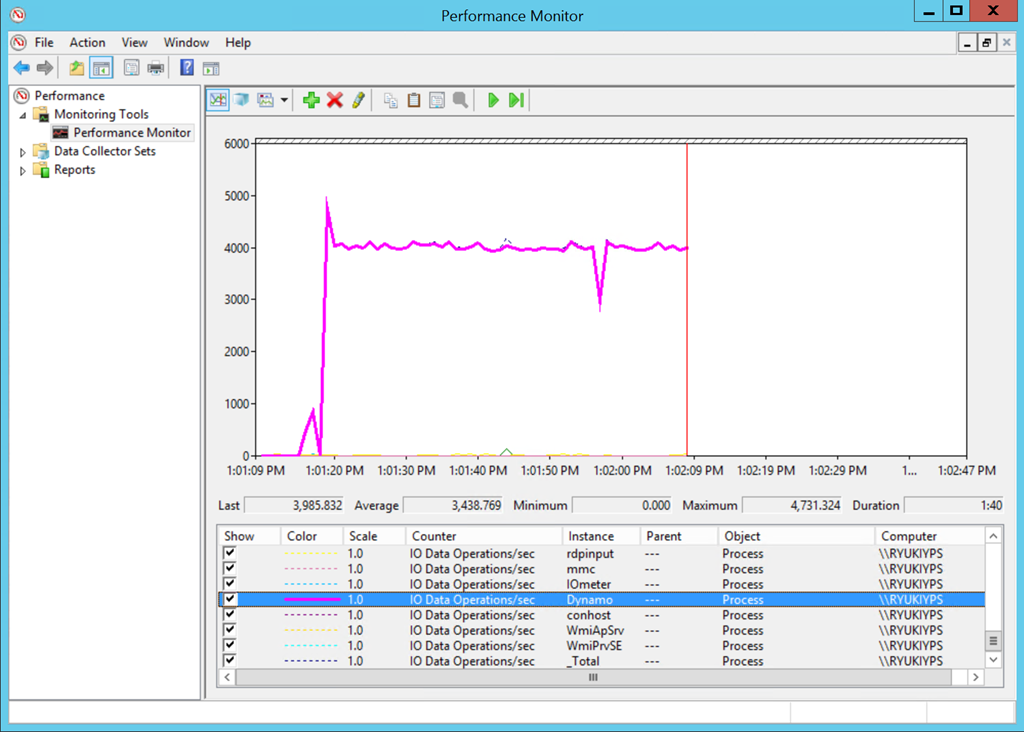 Performance Monitor
File Action View Window Help
Performance
Monitoring Tools
Performance Monitor
Data Collector Sets
Reports
6000
5000
4000
3000
2000
1000
0
1:01:09 PM 1:01:20 PM 1:01:30 PM 1:01:40 PM 1:01:50 PM 1:02:00 PM 1:02:09 PM 1:02:19 PM 1:02:29 PM 1... 1:02:47 PM
Last 3,985.832 Average 3,438.769 Minimum 0.000 Maximum 4,731.324 Duration 1:40
Show Color Scale Counter Instance Parent Object Computer
1.0 IO Data Operations/sec rdpinput --- Process \\RYUKIYPS
1.0 IO Data Operations/sec mmc --- Process \\RYUKIYPS
1.0 IO Data Operations/sec IOmeter --- Process \\RYUKIYPS
1.0 IO Data Operations/sec Dynamo --- Process \\RYUKIYPS
1.0 IO Data Operations/sec conhost --- Process \\RYUKIYPS
1.0 IO Data Operations/sec WmiApSrv --- Process \\RYUKIYPS
1.0 IO Data Operations/sec WmiPrvSE --- Process \\RYUKIYPS
1.0 IO Data Operations/sec _Total --- Process \\RYUKIYPS